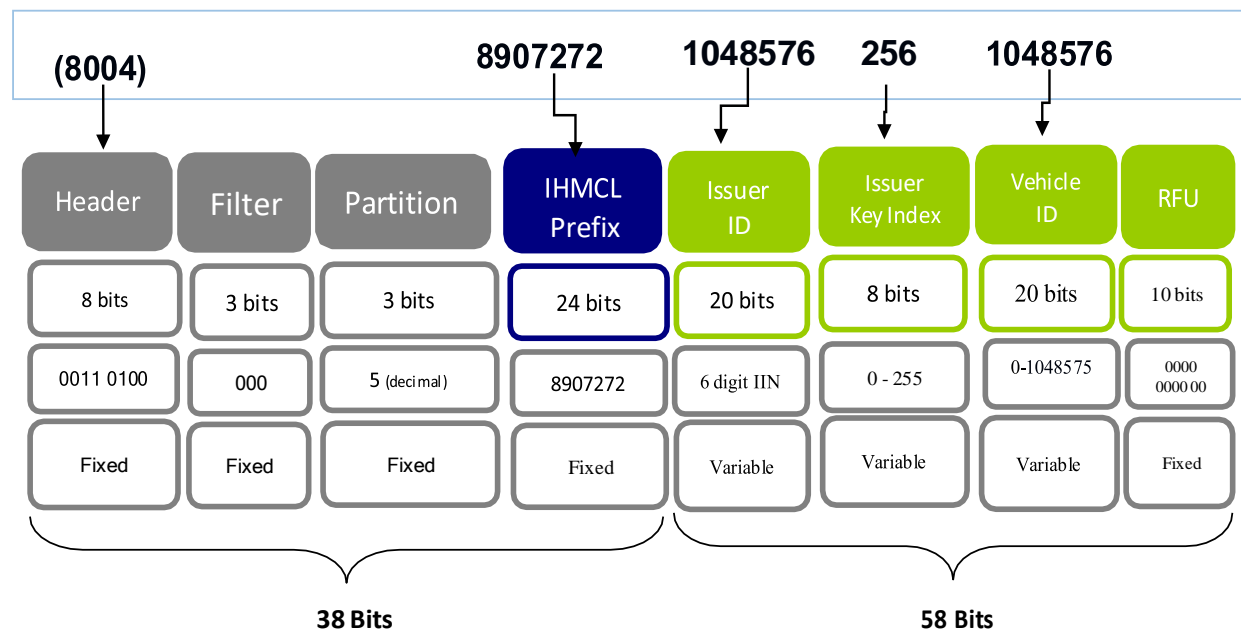 (8004)
8907272
1048576
256
1048576
Header
Filter
Partition
IHMCL
Prefix
Issuer
ID
Issuer
Key Index
Vehicle
ID
RFU
8 bits
3 bits
3 bits
24 bits
20 bits
8 bits
20 bits
10 bits
0011 0100
000
5 (decimal)
8907272
6 digit IIN
0 - 255
0-1048575
0000
0000 00
Fixed
Fixed
Fixed
Fixed
Variable
Variable
Variable
Fixed
38 Bits
58 Bits